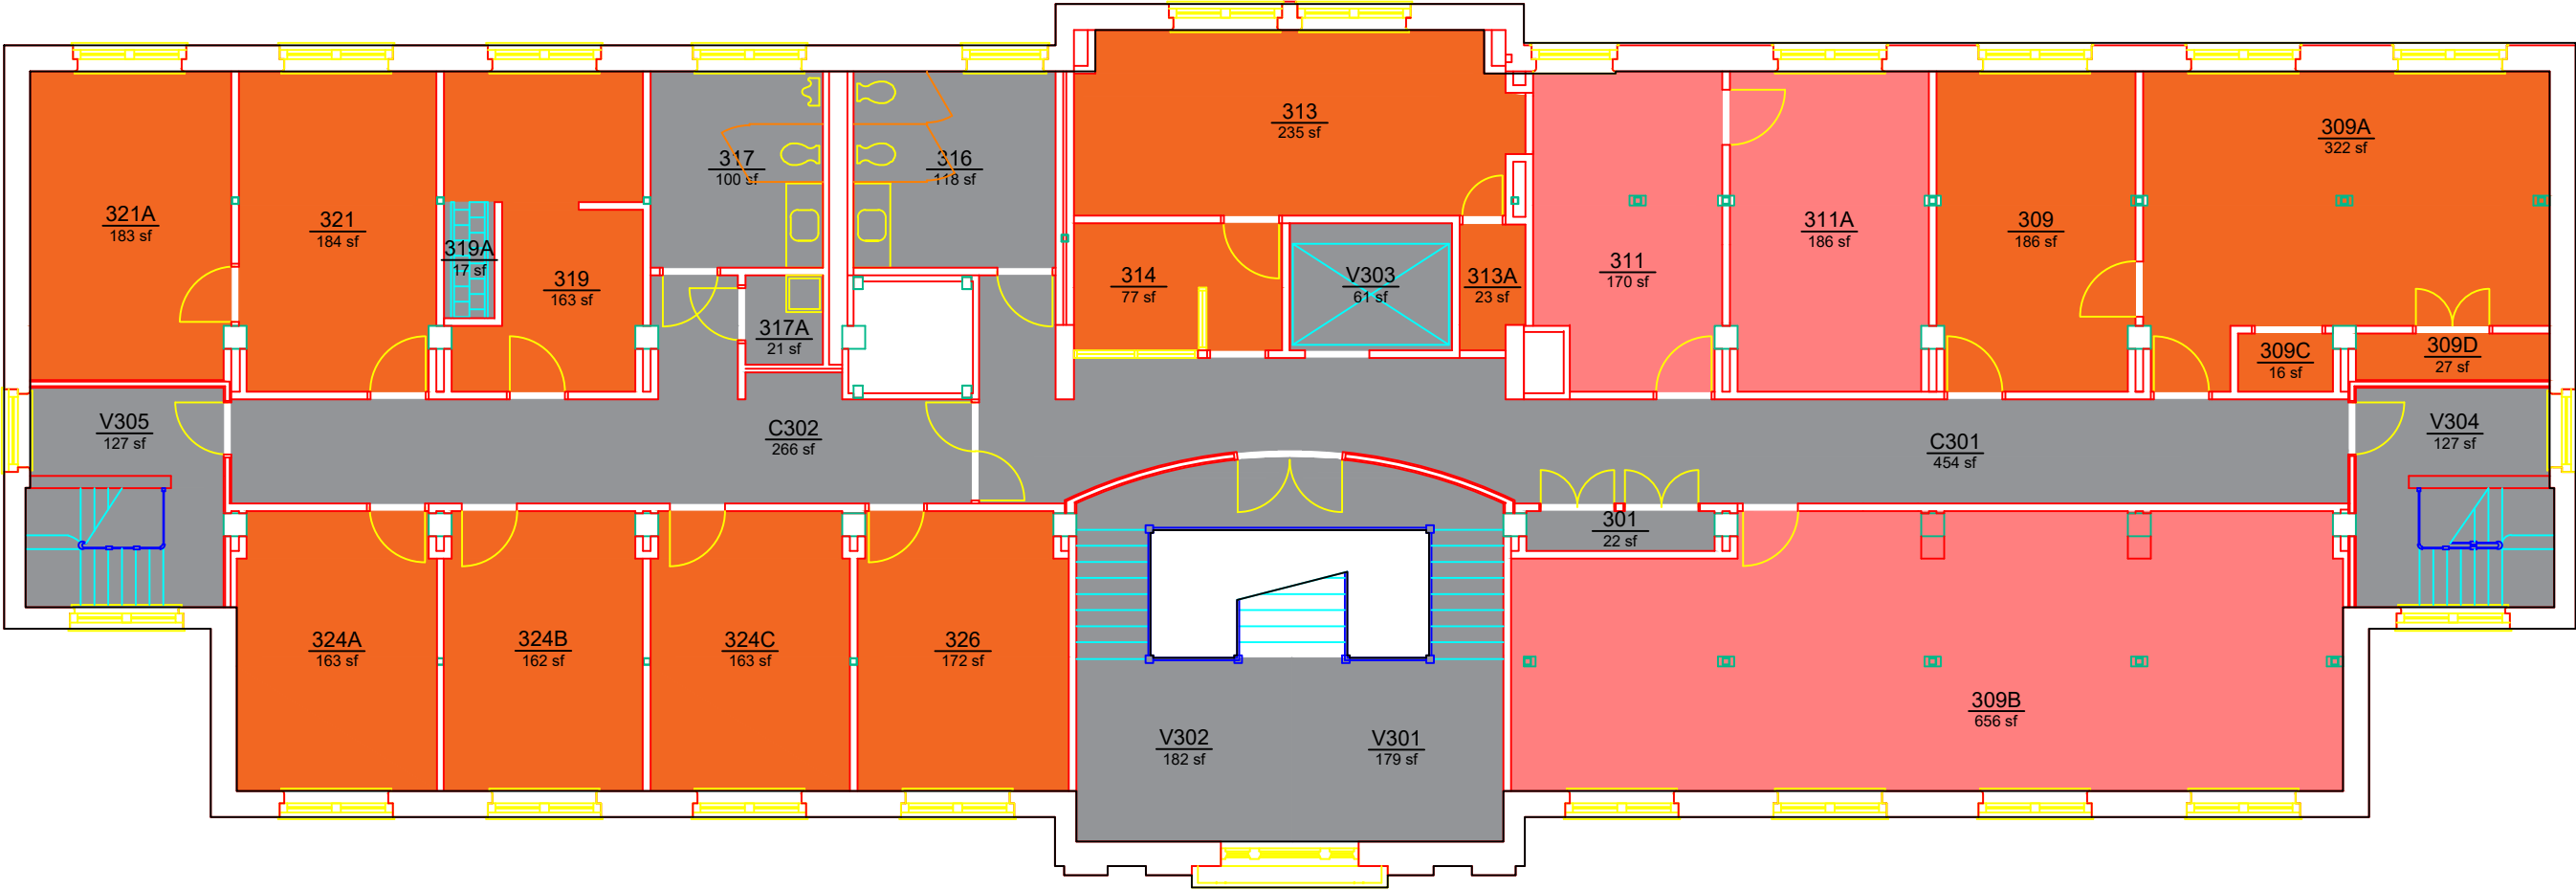 313
235 sf
309A
322 sf
317
100 sf
316
118 sf
321A
183 sf
321
184 sf
311A
186 sf
309
186 sf
319A
17 sf
319
163 sf
314
77 sf
V303
61 sf
313A
23 sf
311
170 sf
317A
21 sf
309C
16 sf
309D
27 sf
V305
127 sf
C302
266 sf
C301
454 sf
V304
127 sf
301
22 sf
324A
163 sf
324B
162 sf
324C
163 sf
326
172 sf
309B
656 sf
V302
182 sf
V301
179 sf